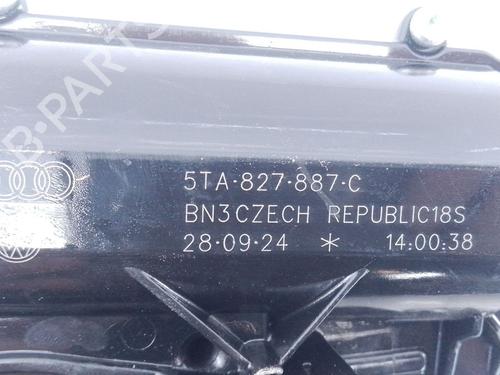 5TA·827·887·C
BN3CZECH REPUBLIC18S
28·09·24 * 14:00:38